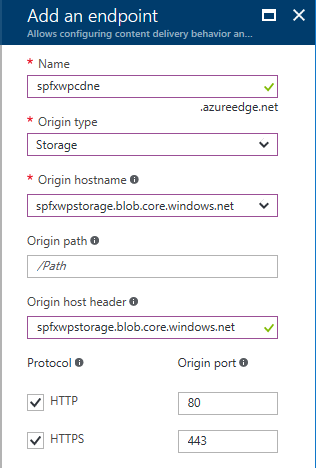 Add an endpoint
Allows configuring content delivery behavior an...
* Name
spfxwpcdne
.azureedge.net
* Origin type
Storage
* Origin hostname
spfxwpstorage.blob.core.windows.net
Origin path
/Path
Origin host header
spfxwpstorage.blob.core.windows.net
Protocol Origin port
HTTP 80
HTTPS 443